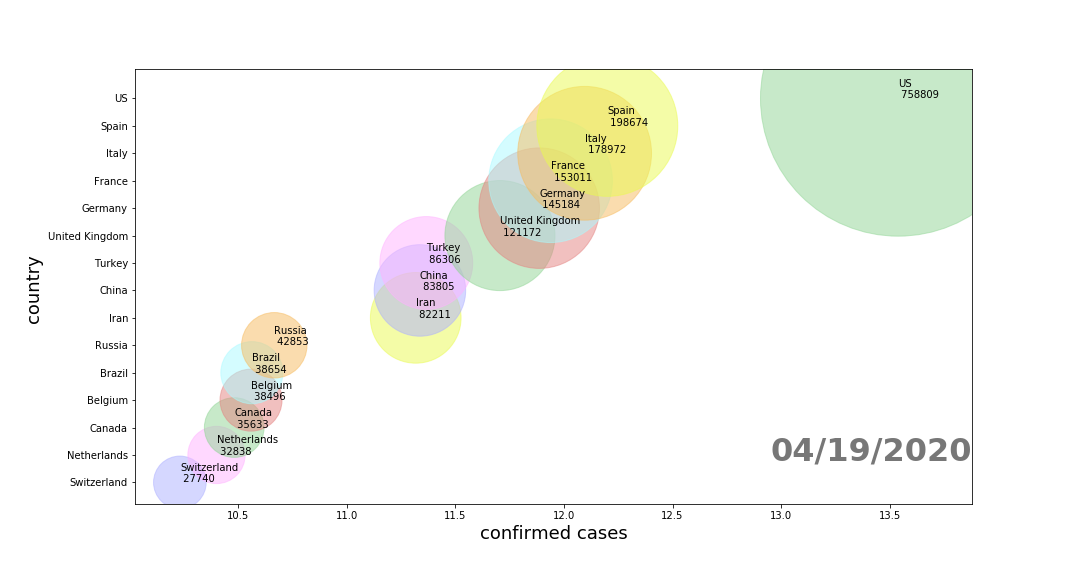 US
758809
Spain
198674
Italy
178972
France
153011
Germany
145184
United Kingdom
121172
Turkey
86306
China
83805
Iran
82211
Russia
42853
Brazil
38654
Belgium
38496
Canada
35633
Netherlands
32838
Switzerland
27740
04/19/2020
country
US
Spain
Italy
France
Germany
United Kingdom
Turkey
China
Iran
Russia
Brazil
Belgium
Canada
Netherlands
Switzerland
10.5 11.0 11.5 12.0 12.5 13.0 13.5
confirmed cases